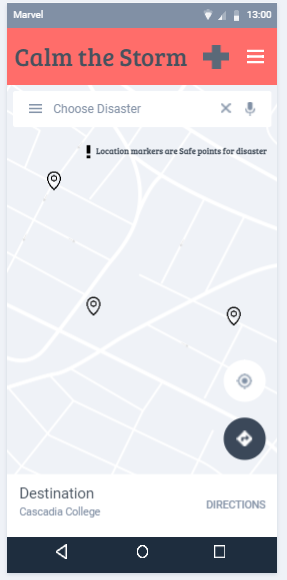 Marvel 13:00
Calm the Storm
Choose Disaster
Location markers are Safe points for disaster
Destination
Cascadia College
DIRECTIONS